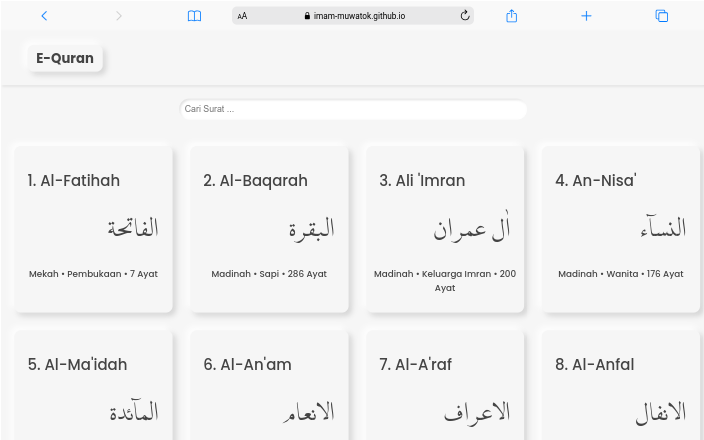 AA
imam-muwatok.github.io
E-Quran
Cari Surat ...
1. Al-Fatihah
الفاتحة
Mekah • Pembukaan • 7 Ayat
2. Al-Baqarah
البقرة
Madinah • Sapi • 286 Ayat
3. Ali 'Imran
اٰل عمران
Madinah • Keluarga Imran • 200
Ayat
4. An-Nisa'
النساۤء
Madinah • Wanita • 176 Ayat
5. Al-Ma'idah
الماۤئدة
6. Al-An'am
الانعام
7. Al-A'raf
الاعراف
8. Al-Anfal
الانفال